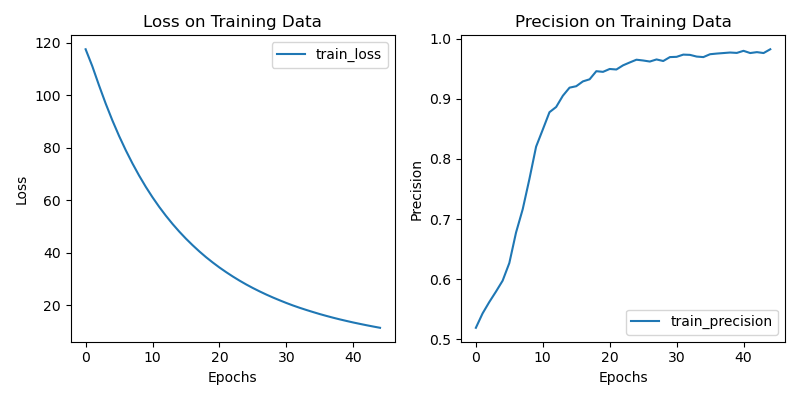 Loss on Training Data
120
100
80
60
40
20
Loss
train_loss
0 10 20 30 40
Epochs
Precision on Training Data
1.0
0.9
0.8
0.7
0.6
0.5
Precision
train_precision
0 10 20 30 40
Epochs